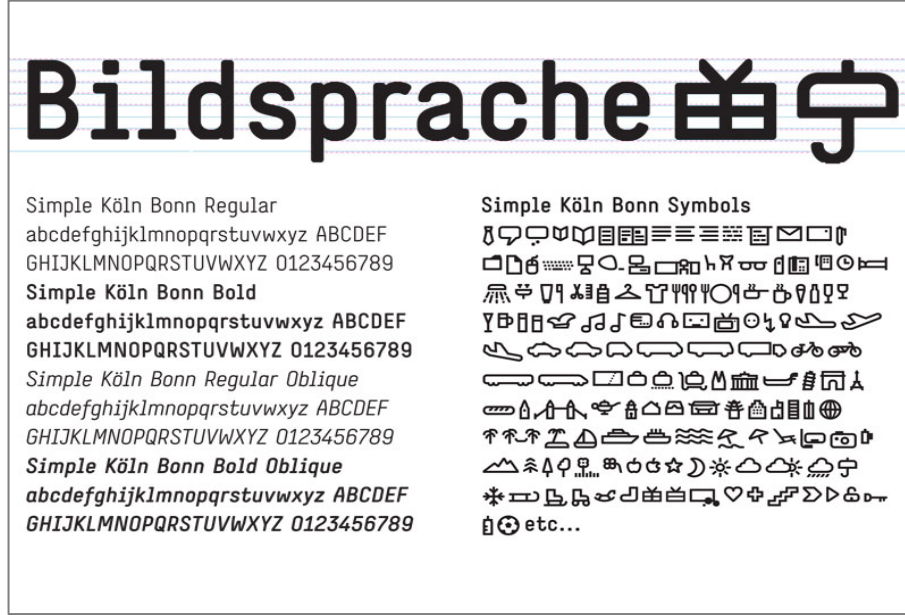 Bildsprache
Simple Köln Bonn Regular
abcdefghijklmnopqrstuvwxyz ABCDEF
GHIJKLMNOPQRSTUVWXYZ 0123456789
Simple Köln Bonn Bold
abcdefghijklmnopqrstuvwxyz ABCDEF
GHIJKLMNOPQRSTUVWXYZ 0123456789
Simple Köln Bonn Regular Oblique
abcdefghijklmnopqrstuvwxyz ABCDEF
GHIJKLMNOPQRSTUVWXYZ 0123456789
Simple Köln Bonn Bold Oblique
abcdefghijklmnopqrstuvwxyz ABCDEF
GHIJKLMNOPQRSTUVWXYZ 0123456789
Simple Köln Bonn Symbols
etc...